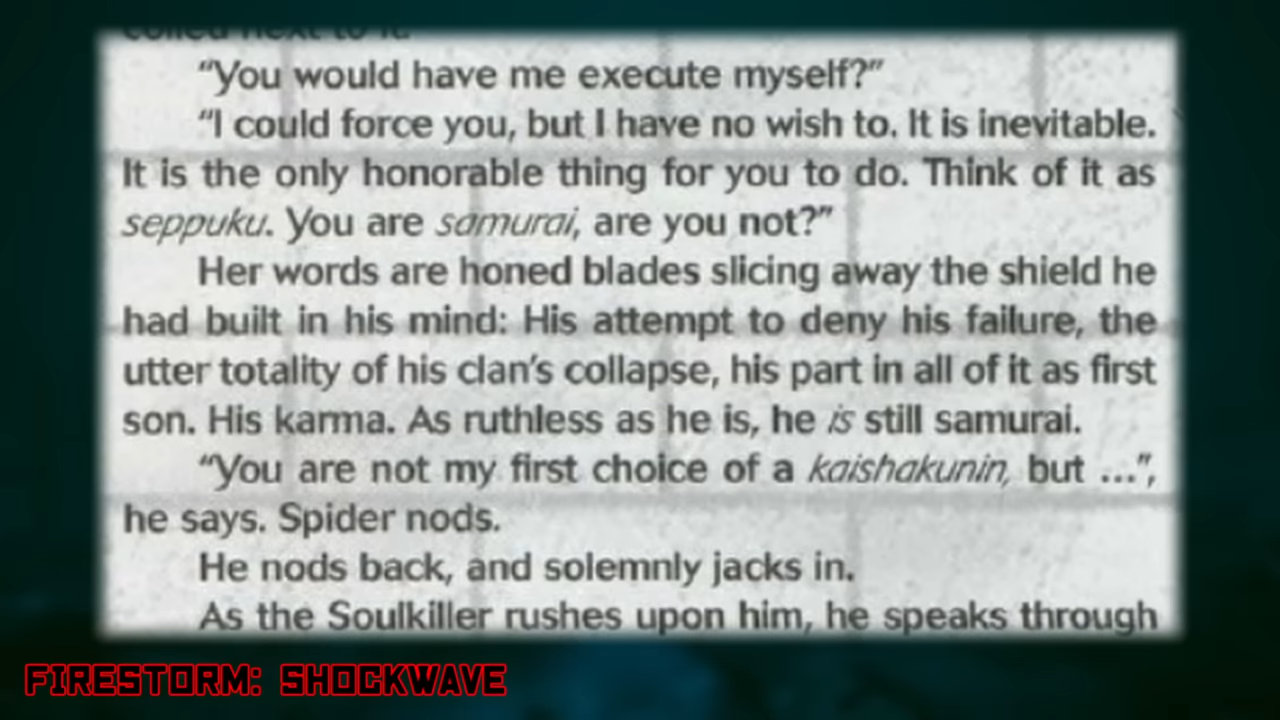 coiled next to it.
“You would have me execute myself?”
“I could force you, but I have no wish to. It is inevitable.
It is the only honorable thing for you to do. Think of it as
seppuku. You are samurai, are you not?”
Her words are honed blades slicing away the shield he
had built in his mind: His attempt to deny his failure, the
utter totality of his clan’s collapse, his part in all of it as first
son. His karma. As ruthless as he is, he is still samurai.
“You are not my first choice of a kaishakunin, but ...”,
he says. Spider nods.
He nods back, and solemnly jacks in.
As the Soulkiller rushes upon him, he speaks through
FIRESTORM: SHOCKWAVE